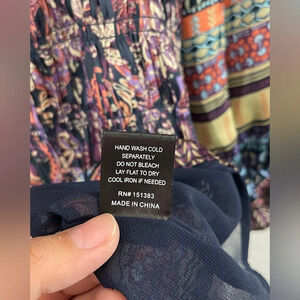 HAND WASH COLD
SEPARATELY
DO NOT BLEACH
LAY FLAT TO DRY
COOL IRON IF NEEDED
RN# 151383
MADE IN CHINA